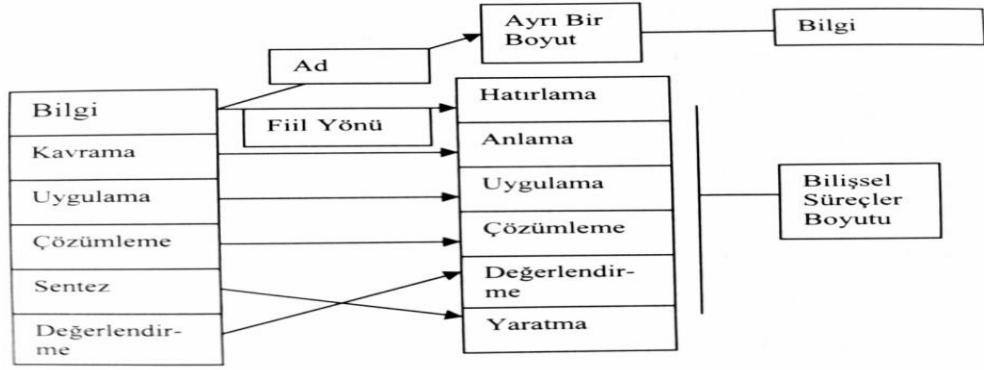 Ayrı Bir
Boyut
Bilgi
Ad
Fiil Yönü
Bilgi
Kavrama
Uygulama
Çözümleme
Sentez
Değerlendir-
me
Hatırlama
Anlama
Uygulama
Çözümleme
Değerlendir-
me
Yaratma
Bilişsel
Süreçler
Boyutu